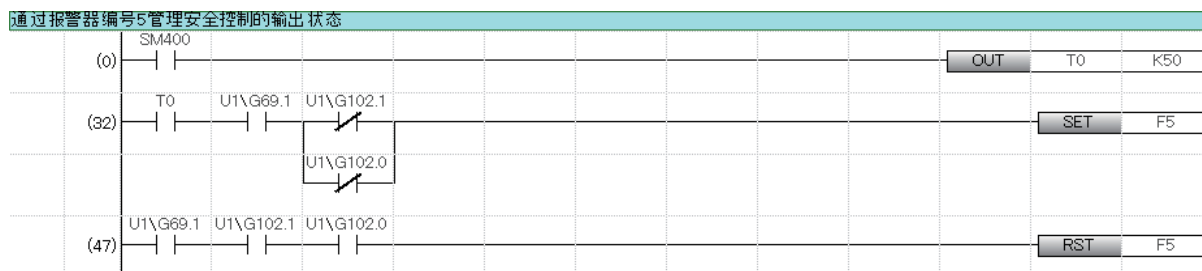 通过报警器编号5管理安全控制的输出状态
SM400
(0) OUT T0 K50
T0 U1\G69.1 U1\G102.1
(32) SET F5
U1\G102.0
U1\G69.1 U1\G102.1 U1\G102.0
(47) RST F5